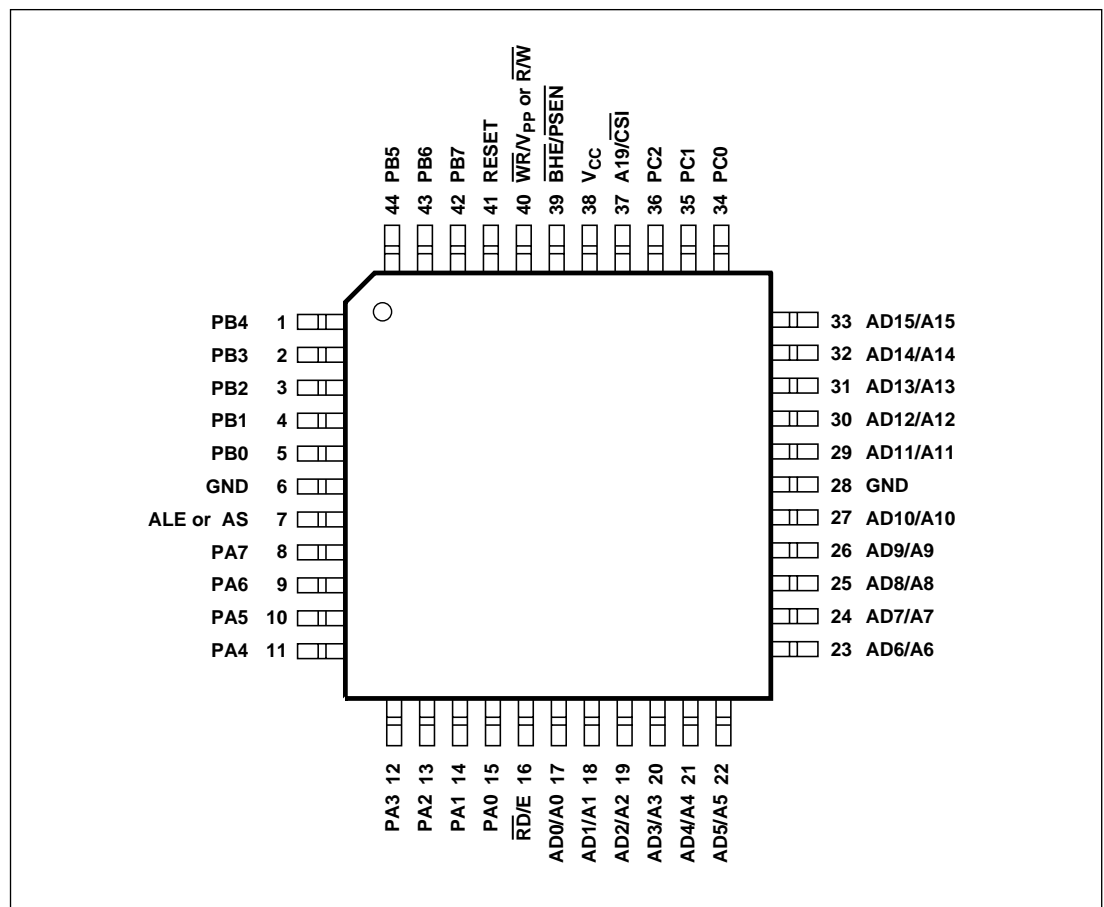 44 PB5
43 PB6
42 PB7
41 RESET
40 W̅R̅/VPP or R̅/̅W̅
39 B̅H̅E̅/P̅S̅E̅N̅
38 VCC
37 A19/C̅S̅I̅
36 PC2
35 PC1
34 PC0
PB4 1
PB3 2
PB2 3
PB1 4
PB0 5
GND 6
ALE or AS 7
PA7 8
PA6 9
PA5 10
PA4 11
33 AD15/A15
32 AD14/A14
31 AD13/A13
30 AD12/A12
29 AD11/A11
28 GND
27 AD10/A10
26 AD9/A9
25 AD8/A8
24 AD7/A7
23 AD6/A6
PA3 12
PA2 13
PA1 14
PA0 15
R̅D̅/E 16
AD0/A0 17
AD1/A1 18
AD2/A2 19
AD3/A3 20
AD4/A4 21
AD5/A5 22